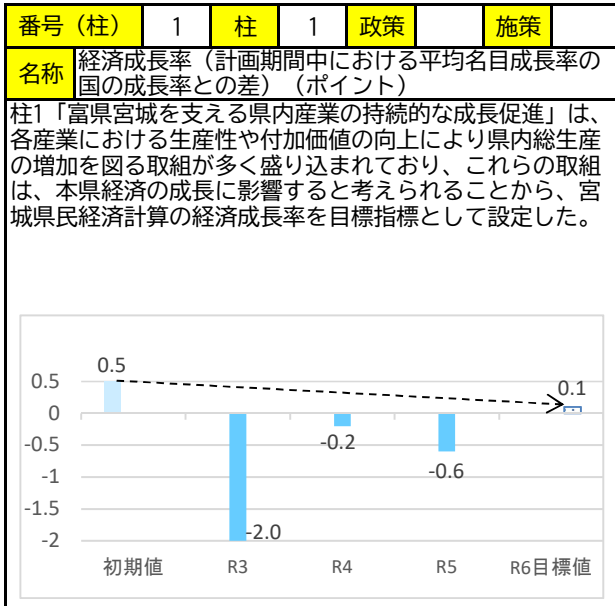 番号（柱） 1 柱 1 政策 施策
名称 経済成長率（計画期間中における平均名目成長率の
国の成長率との差）（ポイント）
柱1「富県宮城を支える県内産業の持続的な成長促進」は、
各産業における生産性や付加価値の向上により県内総生産
の増加を図る取組が多く盛り込まれており、これらの取組
は、本県経済の成長に影響すると考えられることから、宮
城県民経済計算の経済成長率を目標指標として設定した。
0.5
0.1
-0.2
-0.6
-2.0
0.5
0
-0.5
-1
-1.5
-2
初期値 R3 R4 R5 R6目標値